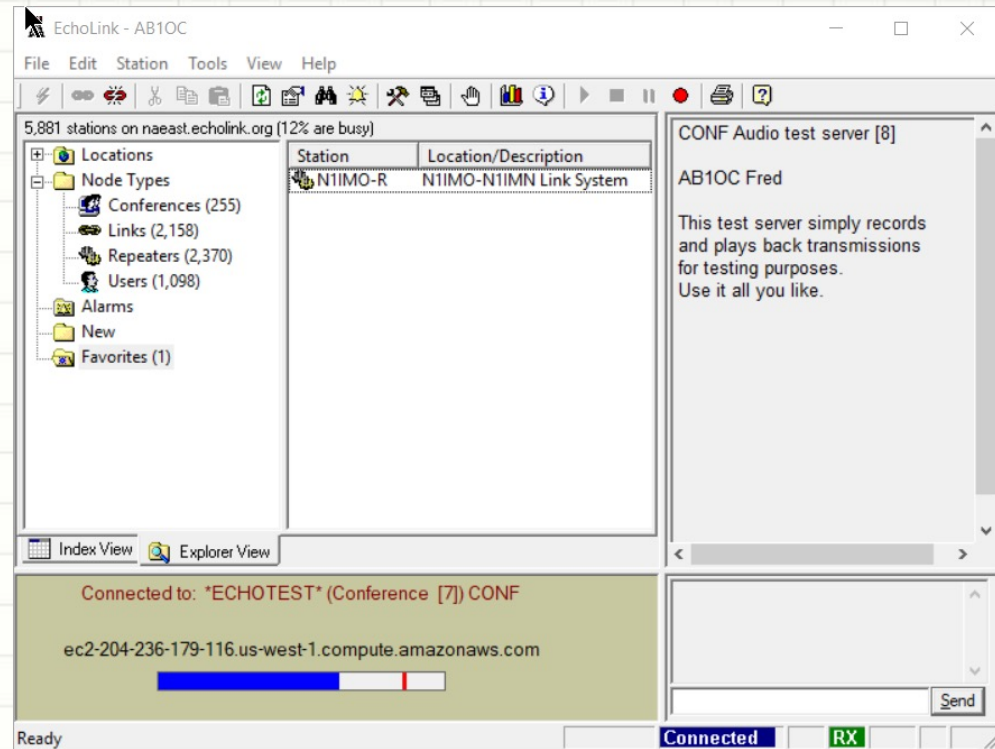 EchoLink - AB1OC
File Edit Station Tools View Help
5,881 stations on naeast.echolink.org (12% are busy)
Locations
Node Types
Conferences (255)
Links (2,158)
Repeaters (2,370)
Users (1,098)
Alarms
New
Favorites (1)
Station Location/Description
N1IMO-R N1IMO-N1IMN Link System
Index View Explorer View
CONF Audio test server [8]
AB1OC Fred
This test server simply records
and plays back transmissions
for testing purposes.
Use it all you like.
Connected to: *ECHOTEST* (Conference [7]) CONF
ec2-204-236-179-116.us-west-1.compute.amazonaws.com
Send
Ready Connected RX